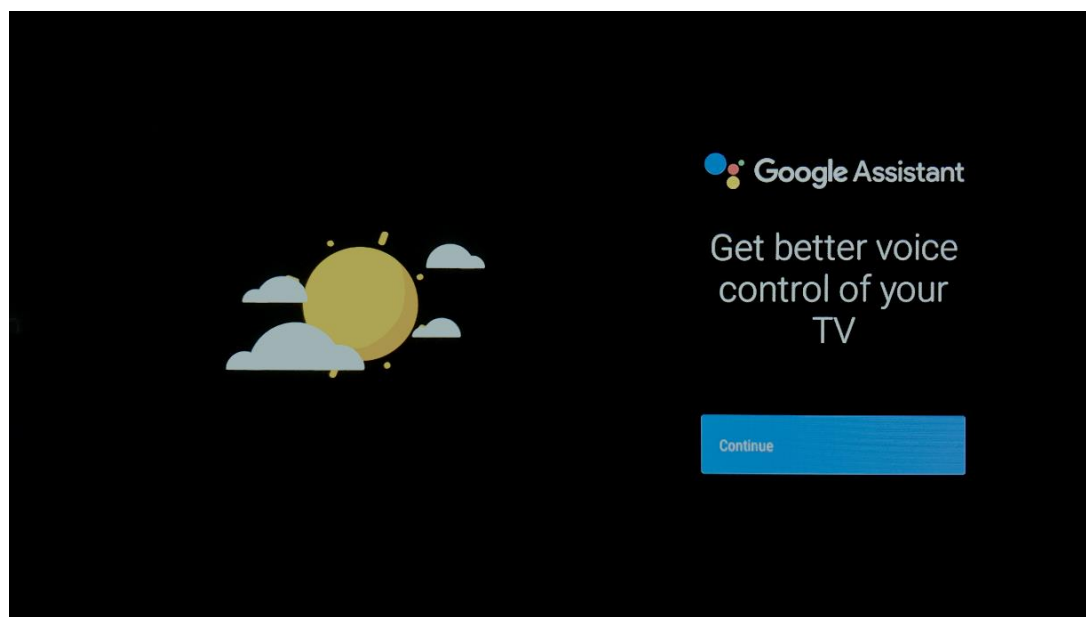 Google Assistant
Get better voice
control of your
TV
Continue